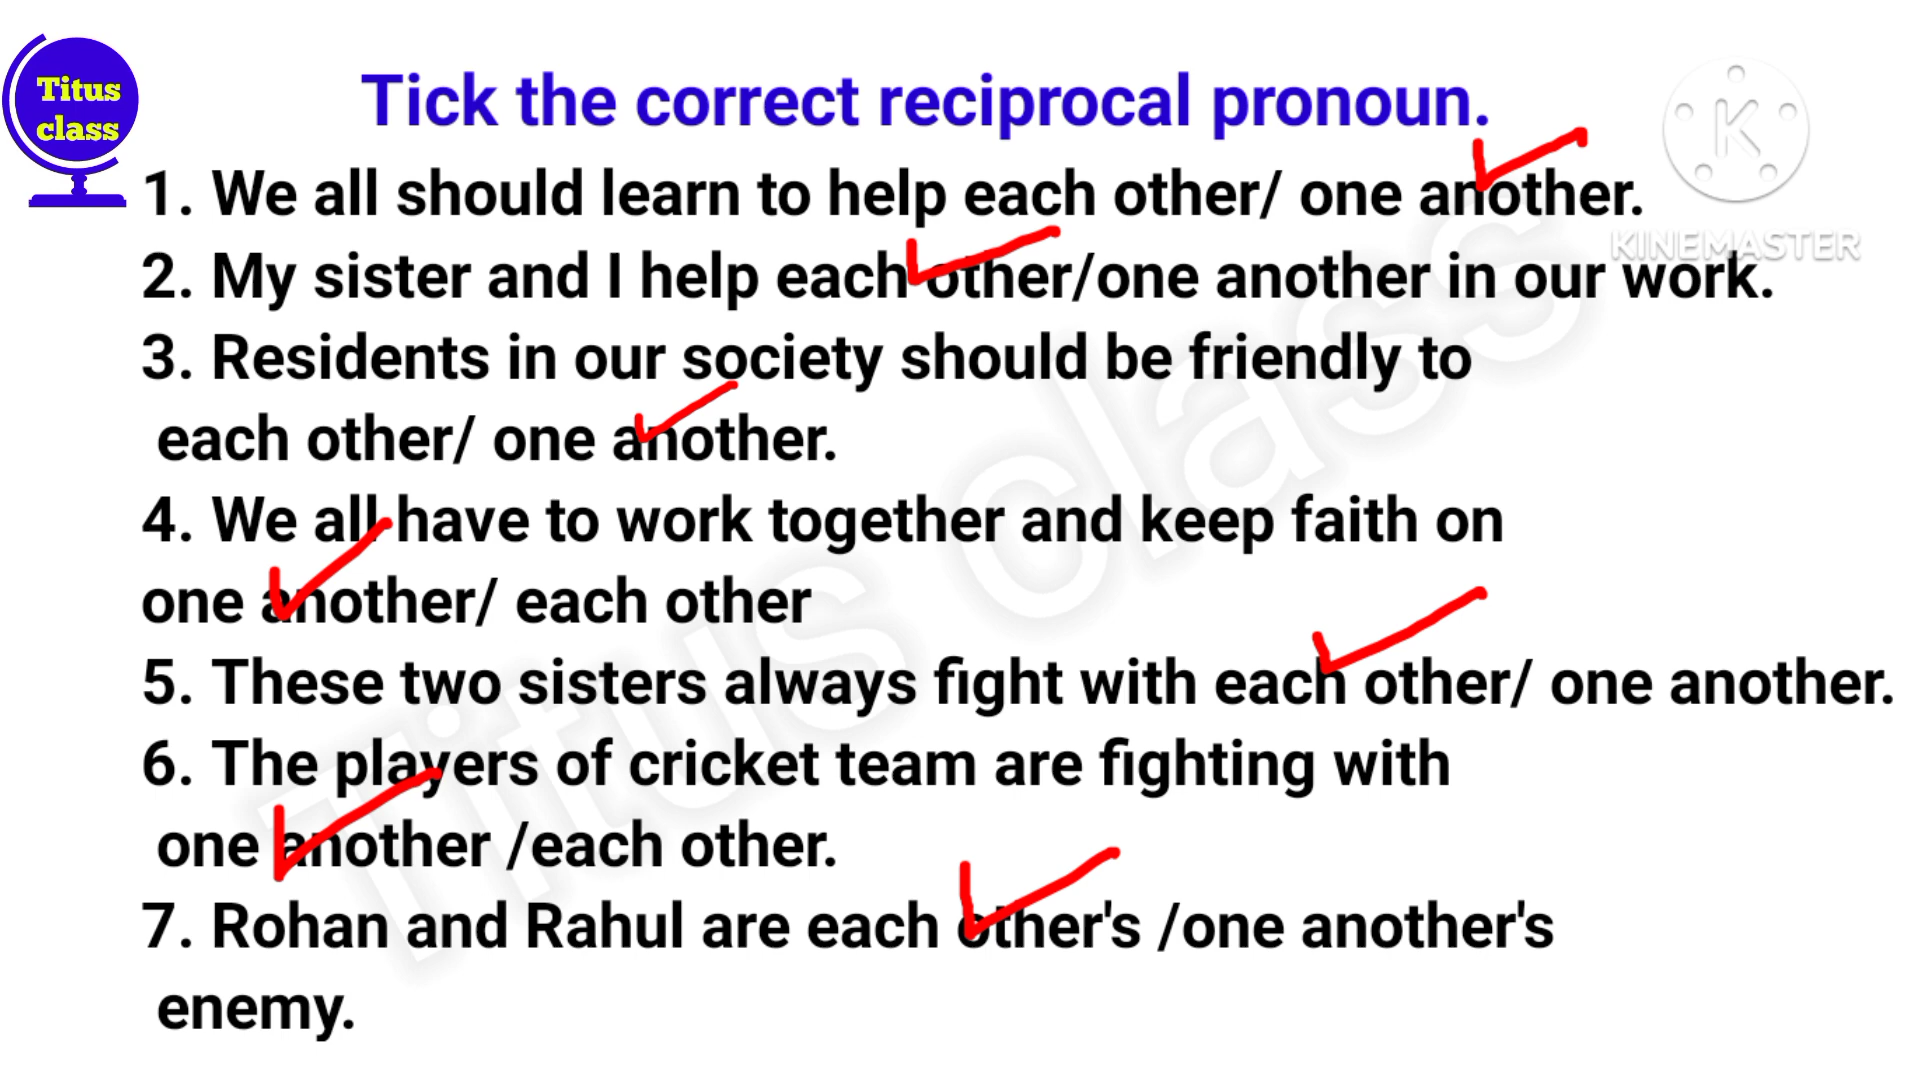 Titus
class
Tick the correct reciprocal pronoun.
1. We all should learn to help each other/ one another.
KINEMASTER
2. My sister and I help each other/one another in our work.
3. Residents in our society should be friendly to
each other/ one another.
4. We all have to work together and keep faith on
one another/ each other
5. These two sisters always fight with each other/ one another.
6. The players of cricket team are fighting with
one another /each other.
7. Rohan and Rahul are each other's /one another's
enemy.
Titus class